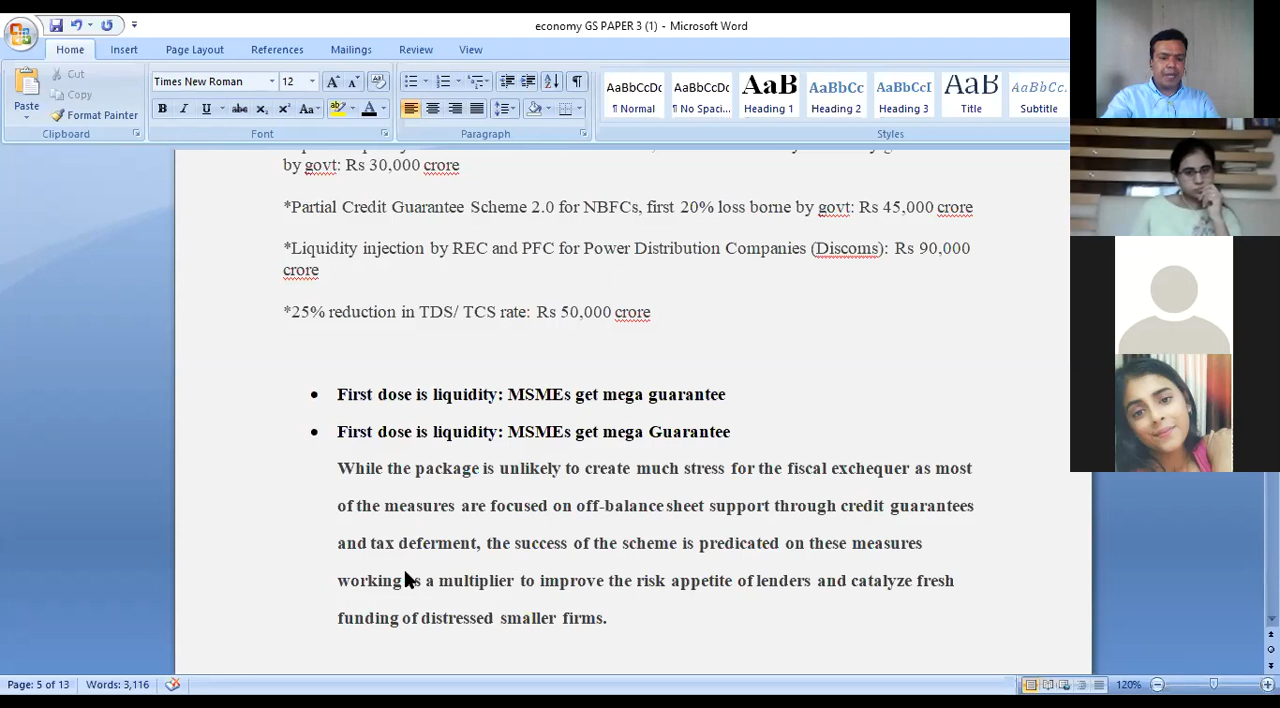 economy GS PAPER 3 (1) - Microsoft Word
Home Insert Page Layout References Mailings Review View
Paste
Cut
Copy
Format Painter
Clipboard
Times New Roman 12
Font
Paragraph
AaBbCcDc AaBbCcDc AaB AaBbCc AaBbCcI AaB AaBbCc
¶ Normal ¶ No Spaci... Heading 1 Heading 2 Heading 3 Title Subtitle
Styles
by govt: Rs 30,000 crore
*Partial Credit Guarantee Scheme 2.0 for NBFCs, first 20% loss borne by govt: Rs 45,000 crore
*Liquidity injection by REC and PFC for Power Distribution Companies (Discoms): Rs 90,000
crore
*25% reduction in TDS/ TCS rate: Rs 50,000 crore
• First dose is liquidity: MSMEs get mega guarantee
• First dose is liquidity: MSMEs get mega Guarantee
While the package is unlikely to create much stress for the fiscal exchequer as most
of the measures are focused on off-balance sheet support through credit guarantees
and tax deferment, the success of the scheme is predicated on these measures
working as a multiplier to improve the risk appetite of lenders and catalyze fresh
funding of distressed smaller firms.
Page: 5 of 13 Words: 3,116 120%